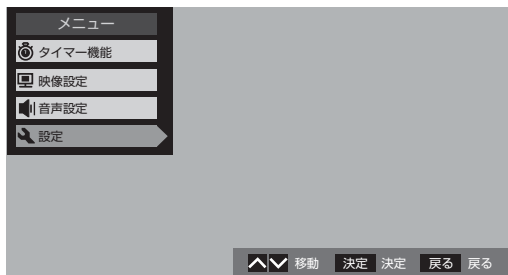 メニュー
タイマー機能
映像設定
音声設定
設定
移動 決定 決定 戻る 戻る